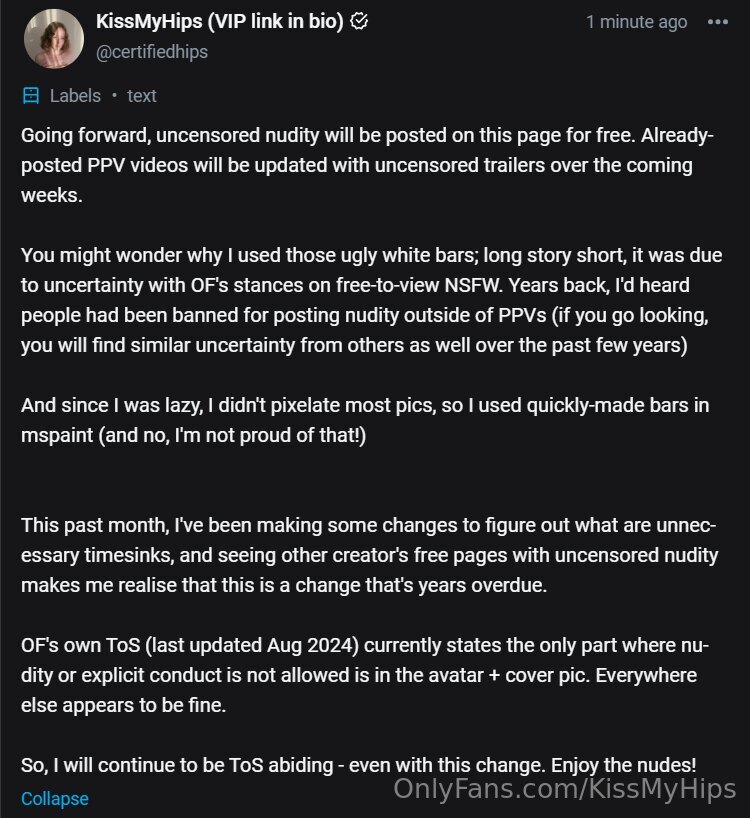 KissMyHips (VIP link in bio)
1 minute ago
@certifiedhips
Labels • text
Going forward, uncensored nudity will be posted on this page for free. Already-
posted PPV videos will be updated with uncensored trailers over the coming
weeks.
You might wonder why I used those ugly white bars; long story short, it was due
to uncertainty with OF's stances on free-to-view NSFW. Years back, I'd heard
people had been banned for posting nudity outside of PPVs (if you go looking,
you will find similar uncertainty from others as well over the past few years)
And since I was lazy, I didn't pixelate most pics, so I used quickly-made bars in
mspaint (and no, I'm not proud of that!)
This past month, I've been making some changes to figure out what are unnec-
essary timesinks, and seeing other creator's free pages with uncensored nudity
makes me realise that this is a change that's years overdue.
OF's own ToS (last updated Aug 2024) currently states the only part where nu-
dity or explicit conduct is not allowed is in the avatar + cover pic. Everywhere
else appears to be fine.
So, I will continue to be ToS abiding - even with this change. Enjoy the nudes!
Collapse
OnlyFans.com/KissMyHips